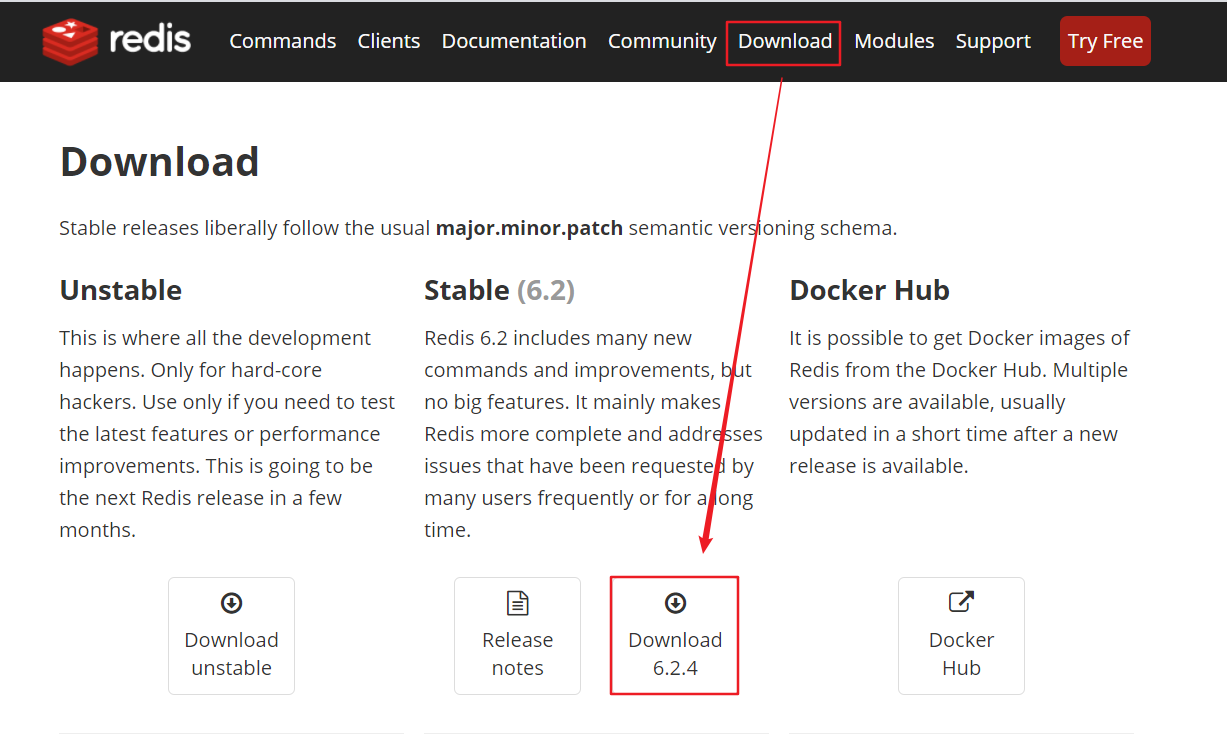 redis Commands Clients Documentation Community Download Modules Support Try Free
Download
Stable releases liberally follow the usual major.minor.patch semantic versioning schema.
Unstable
This is where all the development
happens. Only for hard-core
hackers. Use only if you need to test
the latest features or performance
improvements. This is going to be
the next Redis release in a few
months.
Download
unstable
Stable (6.2)
Redis 6.2 includes many new
commands and improvements, but
no big features. It mainly makes
Redis more complete and addresses
issues that have been requested by
many users frequently or for a long
time.
Release
notes
Download
6.2.4
Docker Hub
It is possible to get Docker images of
Redis from the Docker Hub. Multiple
versions are available, usually
updated in a short time after a new
release is available.
Docker
Hub